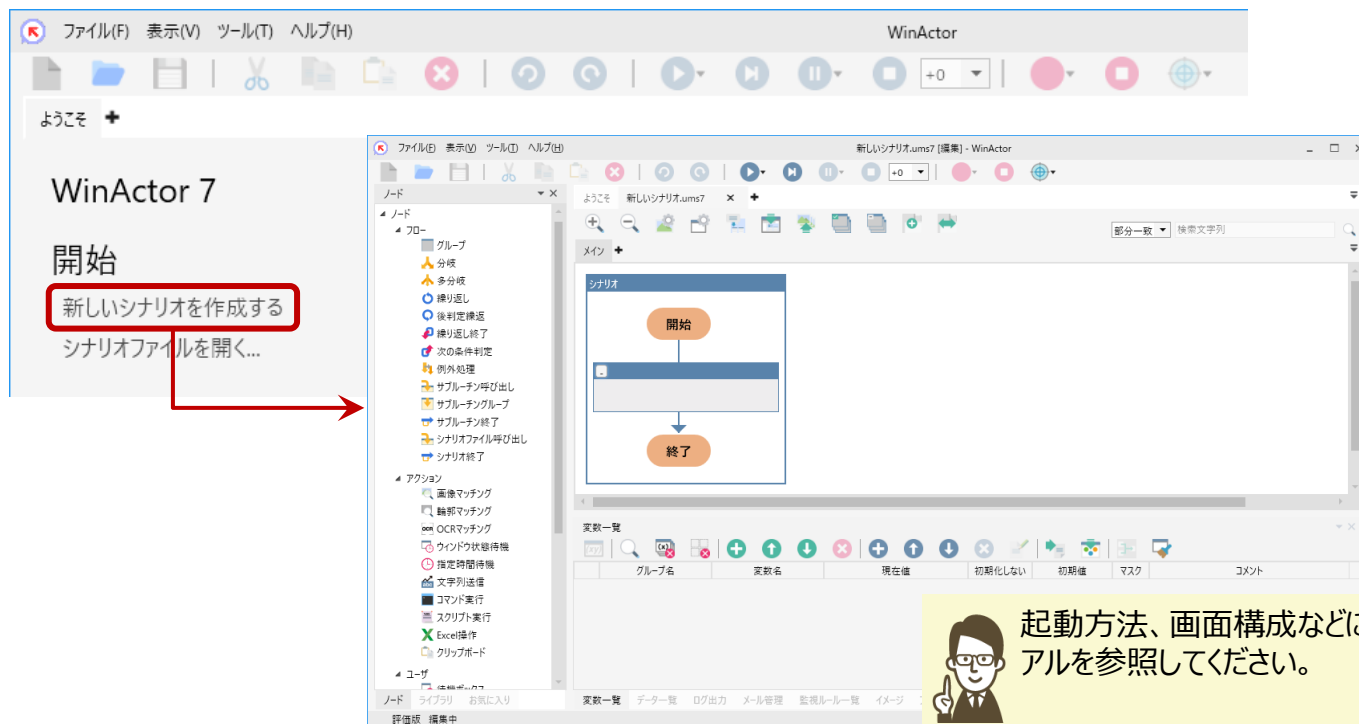 ファイル(F) 表示(V) ツール(T) ヘルプ(H)
WinActor
+0
ようこそ
WinActor 7
開始
新しいシナリオを作成する
シナリオファイルを開く...
ファイル(F) 表示(V) ツール(T) ヘルプ(H)
新しいシナリオ.ums7 [編集] - WinActor
+0
ノード
ノード
フロー
グループ
分岐
多分岐
繰り返し
後判定繰返
繰り返し終了
次の条件判定
例外処理
サブルーチン呼び出し
サブルーチングループ
サブルーチン終了
シナリオファイル呼び出し
シナリオ終了
アクション
画像マッチング
輪郭マッチング
OCRマッチング
ウィンドウ状態待機
指定時間待機
文字列送信
コマンド実行
スクリプト実行
Excel操作
クリップボード
ユーザ
待機ボックス
ノード ライブラリ お気に入り
評価版 編集中
ようこそ 新しいシナリオ.ums7
部分一致 検索文字列
メイン
シナリオ
開始
終了
変数一覧
グループ名 変数名 現在値 初期化しない 初期値 マスク コメント
変数一覧 データ一覧 ログ出力 メール管理 監視ルール一覧 イメージ
起動方法、画面構成などに
アルを参照してください。